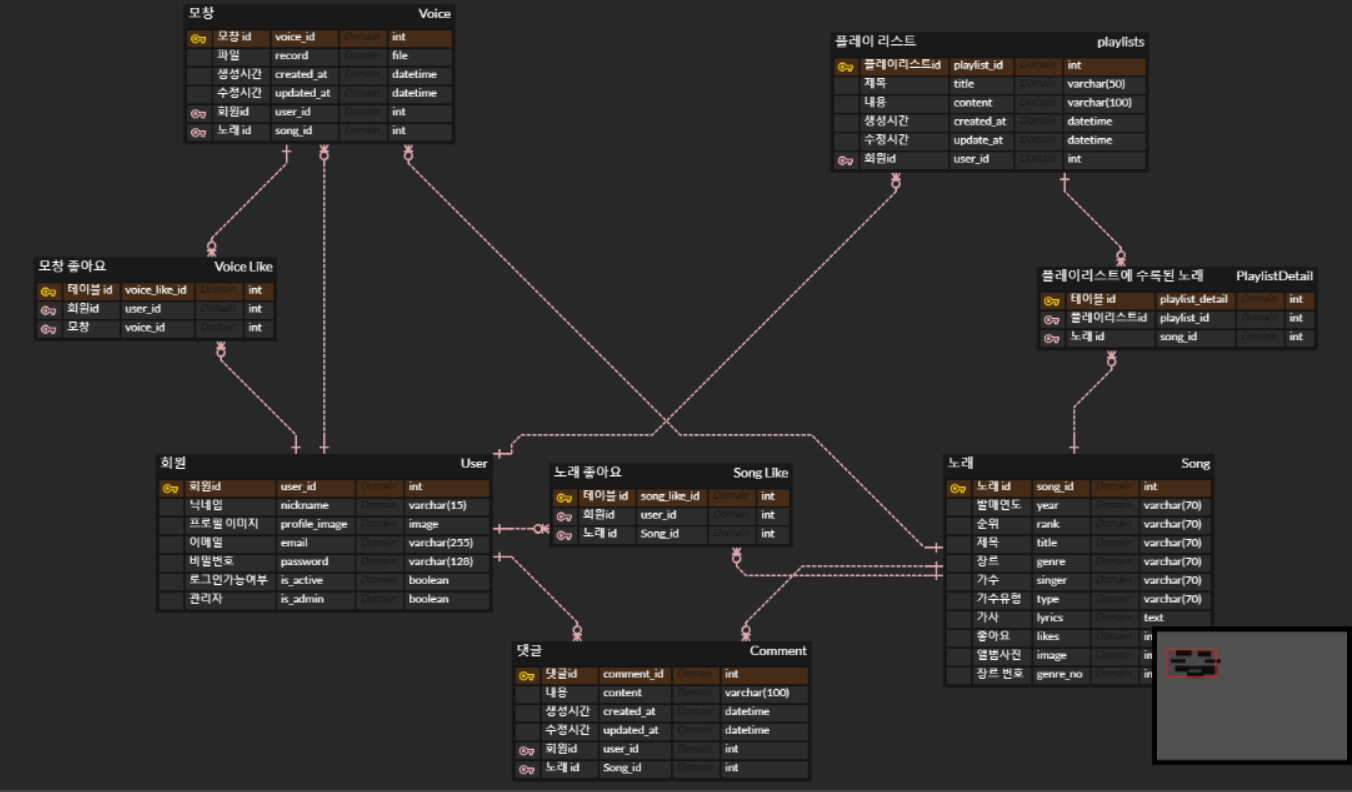 모창 Voice
모창 id voice_id Domain int
파일 record Domain file
생성시간 created_at Domain datetime
수정시간 updated_at Domain datetime
회원id user_id Domain int
노래 id song_id Domain int
플레이 리스트 playlists
플레이리스트id playlist_id Domain int
제목 title Domain varchar(50)
내용 content Domain varchar(100)
생성시간 created_at Domain datetime
수정시간 update_at Domain datetime
회원id user_id Domain int
모창 좋아요 Voice Like
테이블 id voice_like_id Domain int
회원id user_id Domain int
모창 voice_id Domain int
플레이리스트에 수록된 노래 PlaylistDetail
테이블 id playlist_detail Domain int
플레이리스트id playlist_id Domain int
노래 id song_id Domain int
회원 User
회원id user_id Domain int
닉네임 nickname Domain varchar(15)
프로필 이미지 profile_image Domain image
이메일 email Domain varchar(255)
비밀번호 password Domain varchar(128)
로그인가능여부 is_active Domain boolean
관리자 is_admin Domain boolean
노래 좋아요 Song Like
테이블 id song_like_id Domain int
회원id user_id Domain int
노래 id Song_id Domain int
노래 Song
노래 id song_id Domain int
발매연도 year Domain varchar(70)
순위 rank Domain varchar(70)
제목 title Domain varchar(70)
장르 genre Domain varchar(70)
가수 singer Domain varchar(70)
가수유형 type Domain varchar(70)
가사 lyrics Domain text
좋아요 likes Domain
앨범사진 image Domain
장르 번호 genre_no Domain
댓글 Comment
댓글id comment_id Domain int
내용 content Domain varchar(100)
생성시간 created_at Domain datetime
수정시간 updated_at Domain datetime
회원id user_id Domain int
노래 id Song_id Domain int